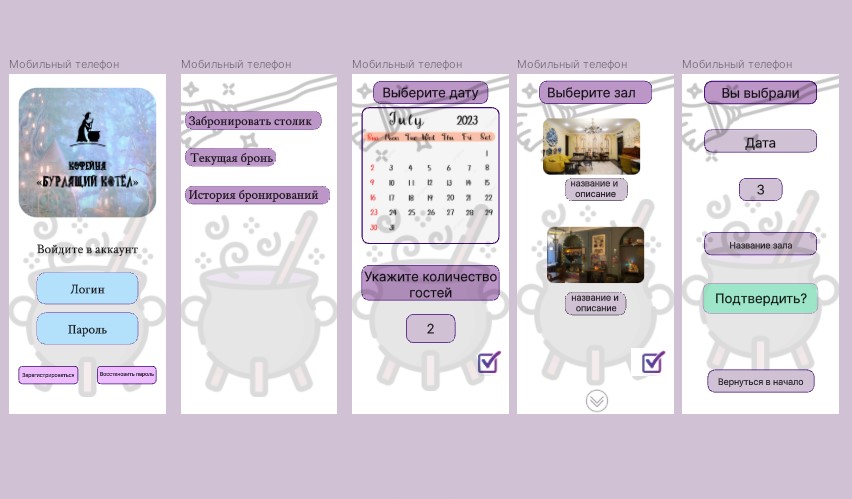 Мобильный телефон
КОФЕЙНЯ
«БУРЛЯЩИЙ КОТЁЛ»
Войдите в аккаунт
Логин
Пароль
Зарегистрироваться
Восстановить пароль
Мобильный телефон
Забронировать столик
Текущая бронь
История бронирований
Мобильный телефон
Выберите дату
July 2023
Sun Mon Tue Wed Thu Fri Sat
1
2 3 4 5 6 7 8
9 10 11 12 13 14 15
16 17 18 19 20 21 22
23 24 25 26 27 28 29
30 31
Укажите количество
гостей
2
Мобильный телефон
Выберите зал
название и
описание
название и
описание
Мобильный телефон
Вы выбрали
Дата
3
Название зала
Подтвердить?
Вернуться в начало